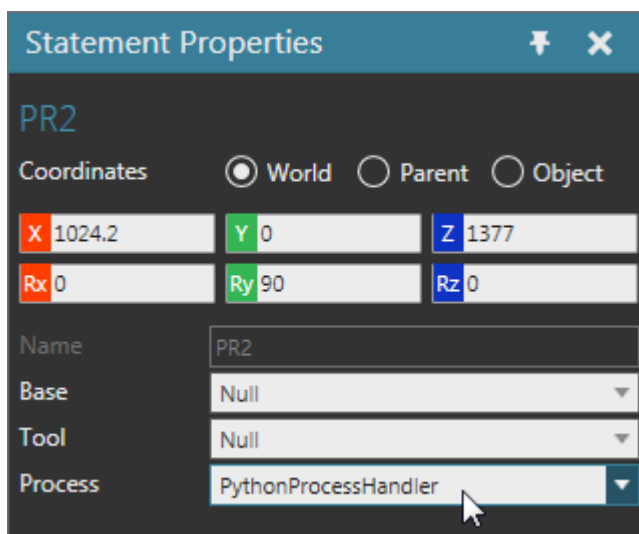 Statement Properties
PR2
Coordinates World Parent Object
X 1024.2 Y 0 Z 1377
Rx 0 Ry 90 Rz 0
Name PR2
Base Null
Tool Null
Process PythonProcessHandler